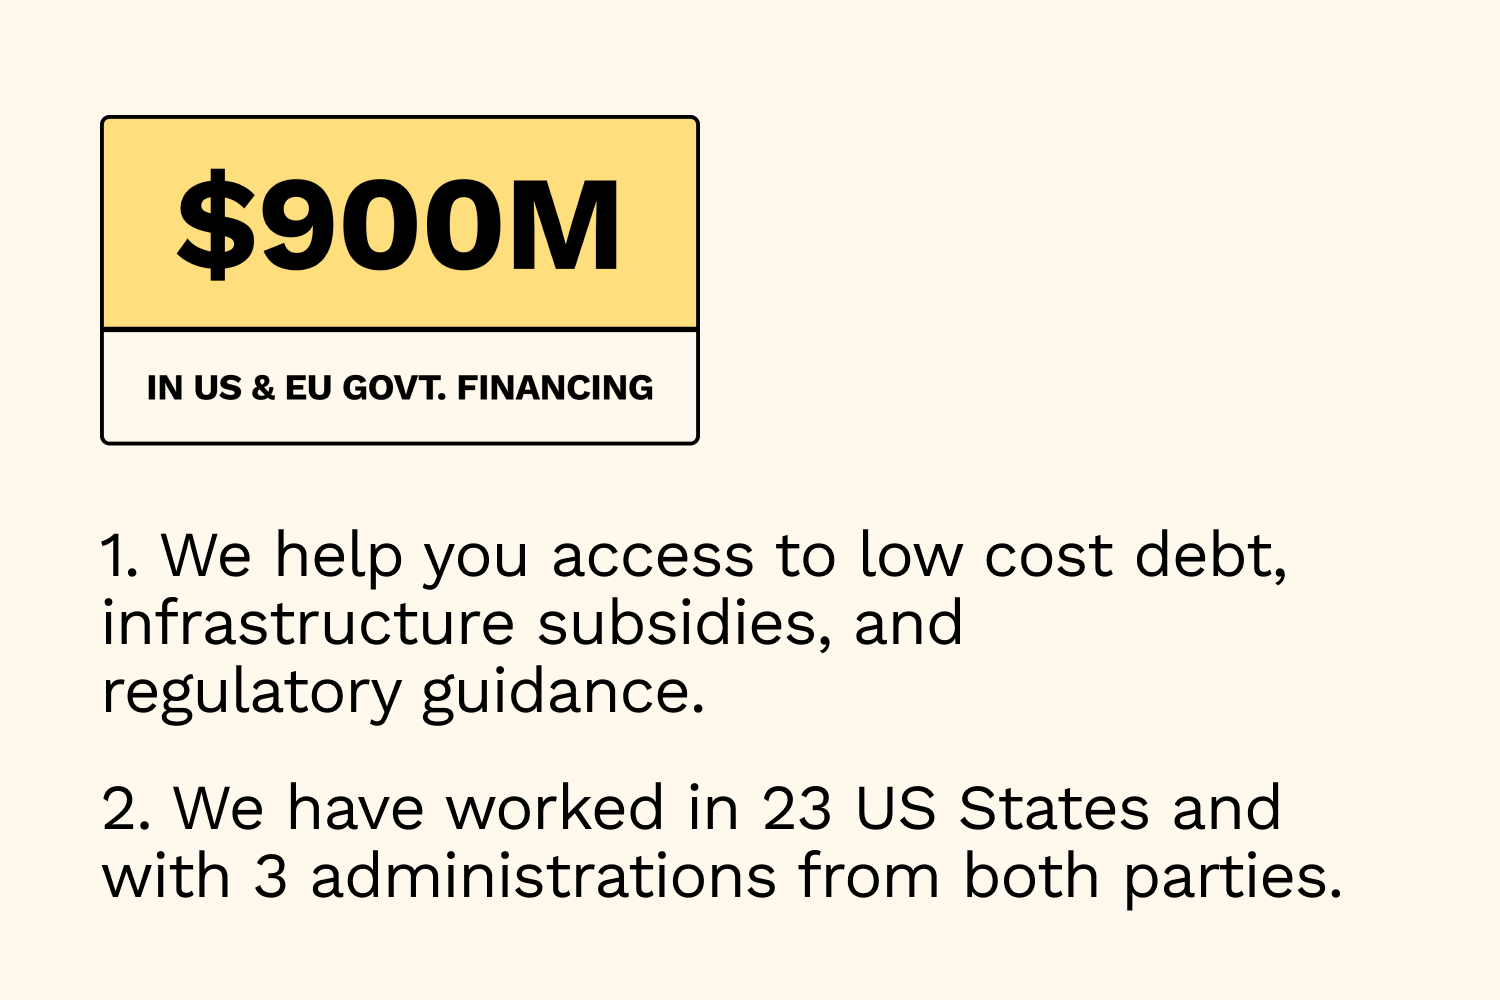 $900M
IN US & EU GOVT. FINANCING
1. We help you access to low cost debt,
infrastructure subsidies, and
regulatory guidance.
2. We have worked in 23 US States and
with 3 administrations from both parties.